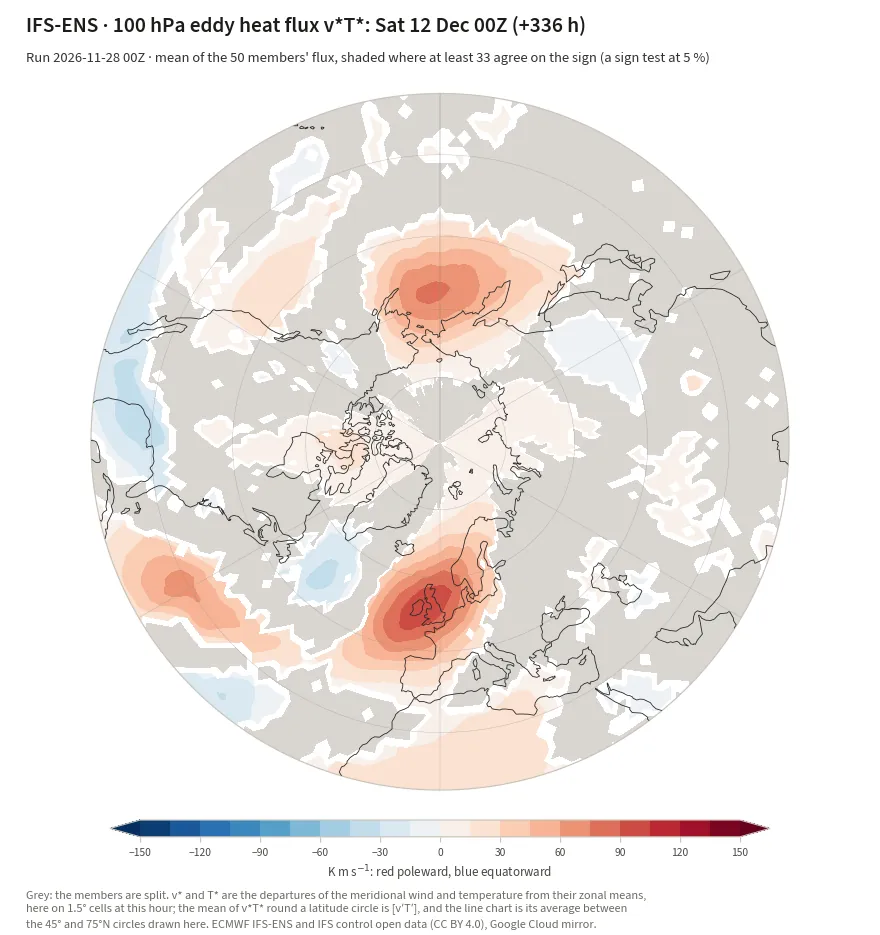 IFS-ENS · 100 hPa eddy heat flux v*T*: Sat 12 Dec 00Z (+336 h)
Run 2026-11-28 00Z · mean of the 50 members' flux, shaded where at least 33 agree on the sign (a sign test at 5 %)
−150 −120 −90 −60 −30 0 30 60 90 120 150
K m s⁻¹: red poleward, blue equatorward
Grey: the members are split. v* and T* are the departures of the meridional wind and temperature from their zonal means,
here on 1.5° cells at this hour; the mean of v*T* round a latitude circle is [v'T'], and the line chart is its average between
the 45° and 75°N circles drawn here. ECMWF IFS-ENS and IFS control open data (CC BY 4.0), Google Cloud mirror.